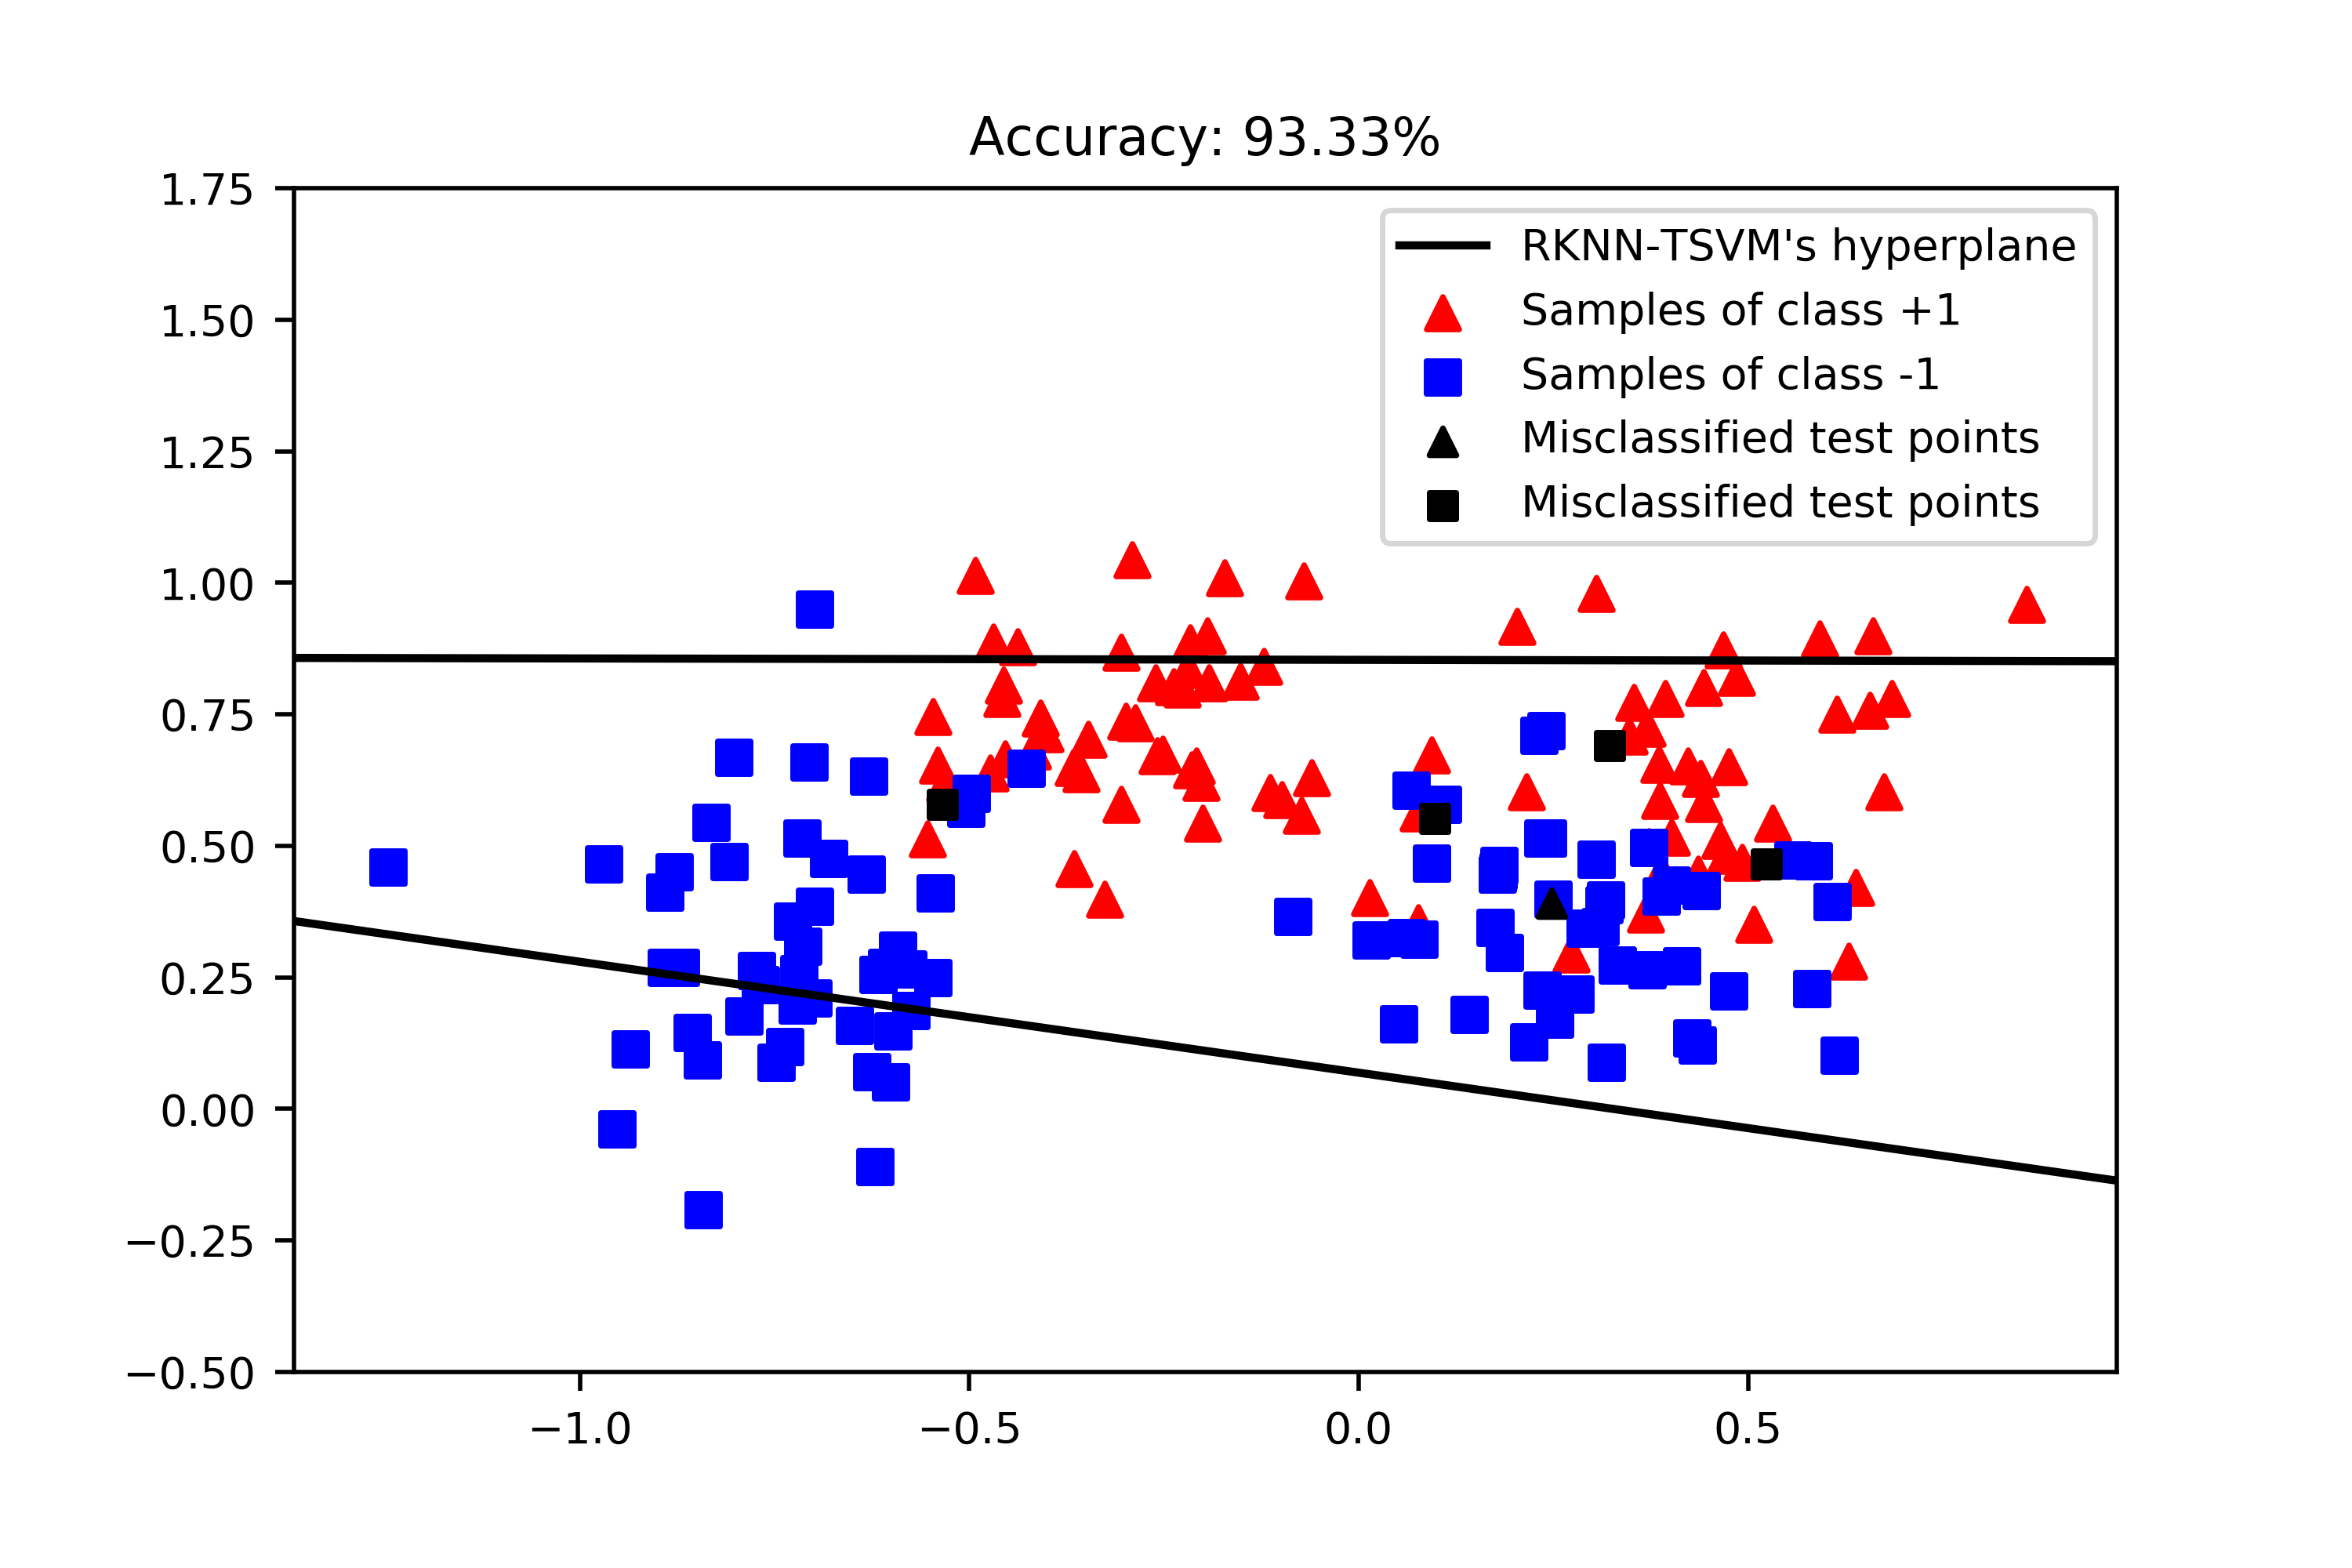 Accuracy: 93.33%
1.75
1.50
1.25
1.00
0.75
0.50
0.25
0.00
−0.25
−0.50
−1.0
−0.5
0.0
0.5
RKNN-TSVM's hyperplane
Samples of class +1
Samples of class -1
Misclassified test points
Misclassified test points